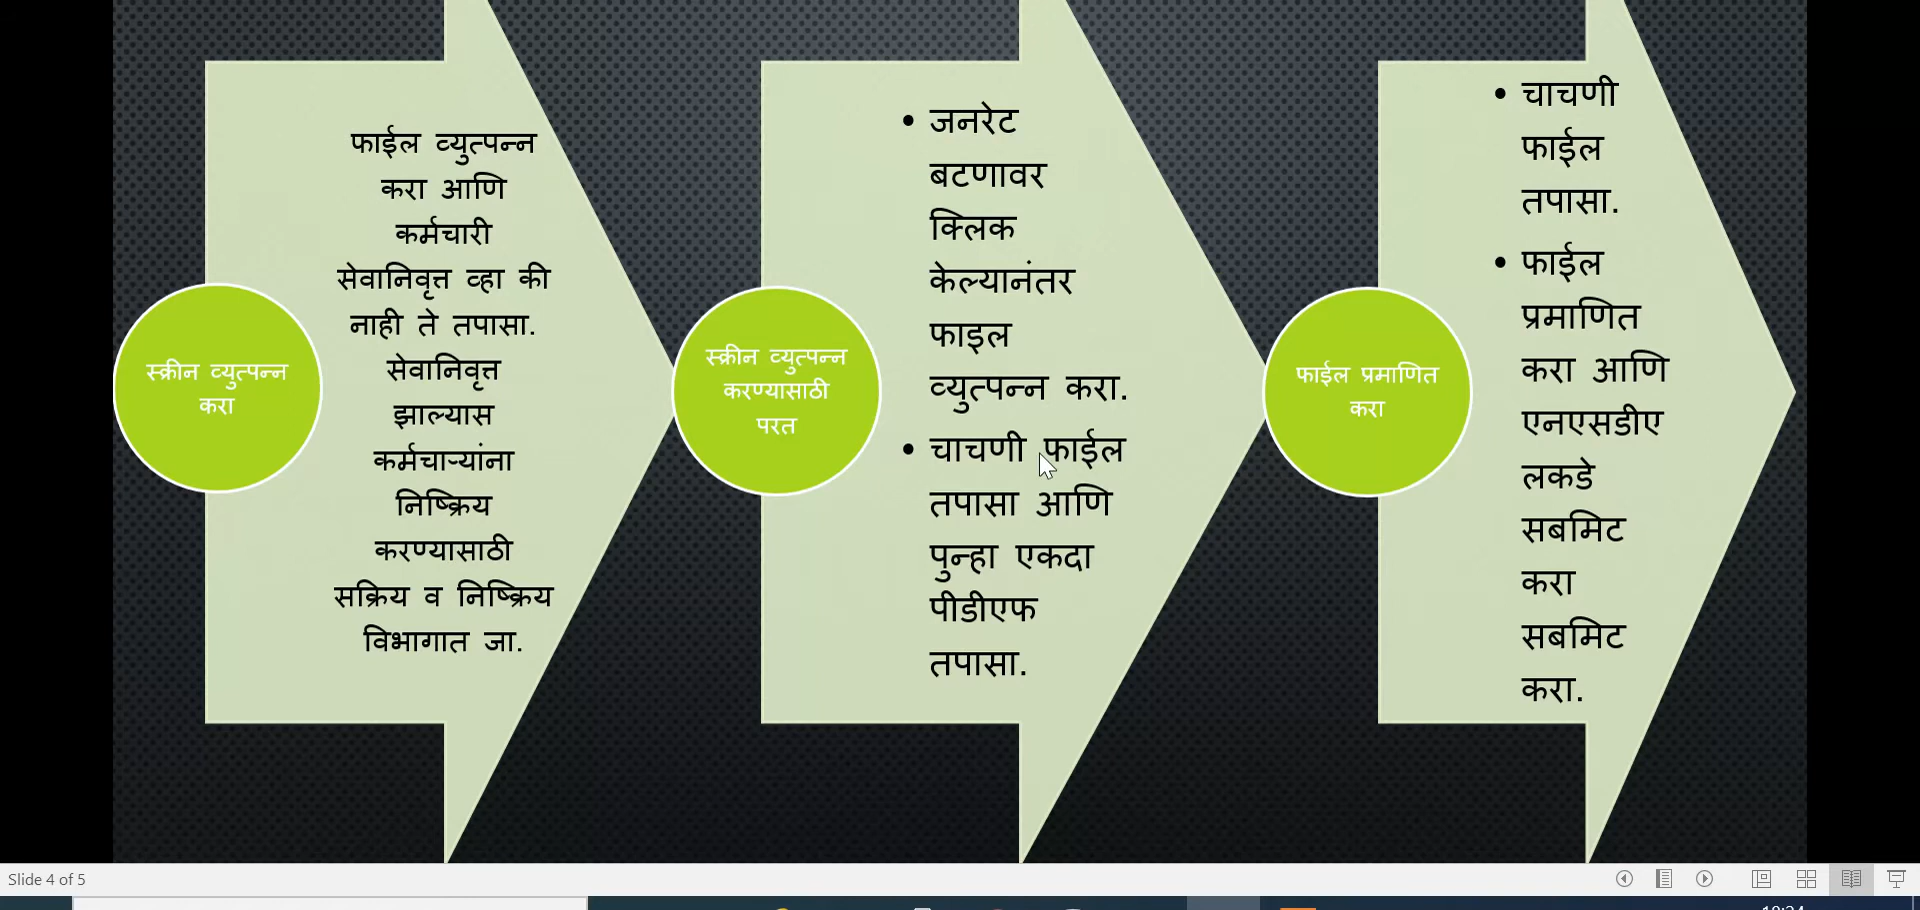 स्क्रीन व्युत्पन्न
करा
फाईल व्युत्पन्न
करा आणि
कर्मचारी
सेवानिवृत्त व्हा की
नाही ते तपासा.
सेवानिवृत्त
झाल्यास
कर्मचाऱ्यांना
निष्क्रिय
करण्यासाठी
सक्रिय व निष्क्रिय
विभागात जा.
स्क्रीन व्युत्पन्न
करण्यासाठी
परत
• जनरेट
बटणावर
क्लिक
केल्यानंतर
फाइल
व्युत्पन्न करा.
• चाचणी फाईल
तपासा आणि
पुन्हा एकदा
पीडीएफ
तपासा.
फाईल प्रमाणित
करा
• चाचणी
फाईल
तपासा.
• फाईल
प्रमाणित
करा आणि
एनएसडीए
लकडे
सबमिट
करा
सबमिट
करा.
Slide 4 of 5